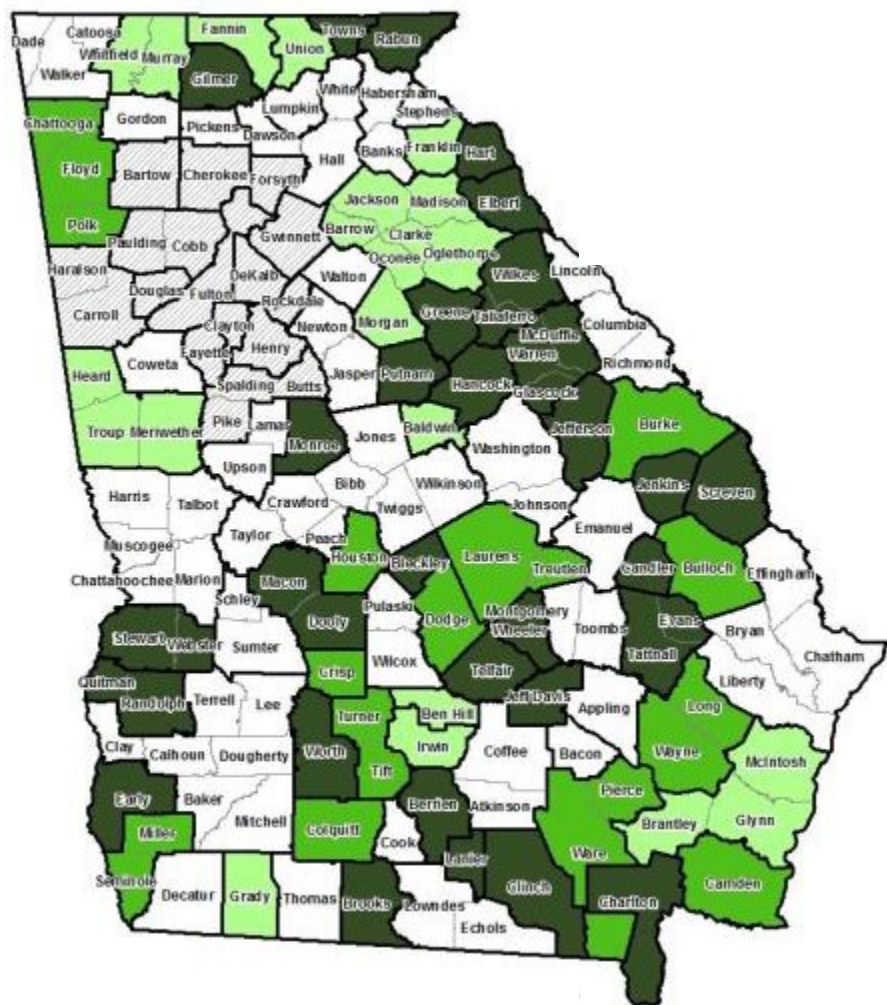 Towns
Fannin
Rabun
Catoosa
Union
Dade
Whitfield
Murray
Walker
Gilmer
White
Habersham
Lumpkin
Stephens
Chattooga
Gordon
Pickens
Dawson
Hall
Banks
Franklin
Hart
Floyd
Bartow
Cherokee
Forsyth
Jackson
Madison
Elbert
Polk
Barrow
Clarke
Paulding
Cobb
Gwinnett
Oconee
Oglethorpe
Haralson
DeKalb
Walton
Wilkes
Lincoln
Douglas
Fulton
Rockdale
Carroll
Clayton
Newton
Morgan
Greene
Taliaferro
McDuffie
Columbia
Fayette
Henry
Warren
Richmond
Heard
Coweta
Jasper
Putnam
Hancock
Spalding
Butts
Glascock
Troup
Meriwether
Pike
Lamar
Monroe
Baldwin
Jefferson
Burke
Jones
Washington
Upson
Harris
Talbot
Bibb
Wilkinson
Jenkins
Screven
Crawford
Twiggs
Johnson
Taylor
Peach
Emanuel
Muscogee
Houston
Bleckley
Laurens
Treutlen
Candler
Bulloch
Effingham
Chattahoochee
Marion
Macon
Schley
Pulaski
Montgomery
Dooly
Dodge
Evans
Stewart
Webster
Sumter
Wheeler
Toombs
Bryan
Tattnall
Chatham
Wilcox
Telfair
Crisp
Liberty
Quitman
Randolph
Terrell
Lee
Jeff Davis
Appling
Long
Turner
Ben Hill
Clay
Calhoun
Dougherty
Worth
Irwin
Coffee
Bacon
Wayne
McIntosh
Tift
Early
Baker
Berrien
Atkinson
Pierce
Miller
Mitchell
Colquitt
Cook
Brantley
Glynn
Lanier
Ware
Seminole
Decatur
Grady
Thomas
Brooks
Lowndes
Clinch
Charlton
Camden
Echols